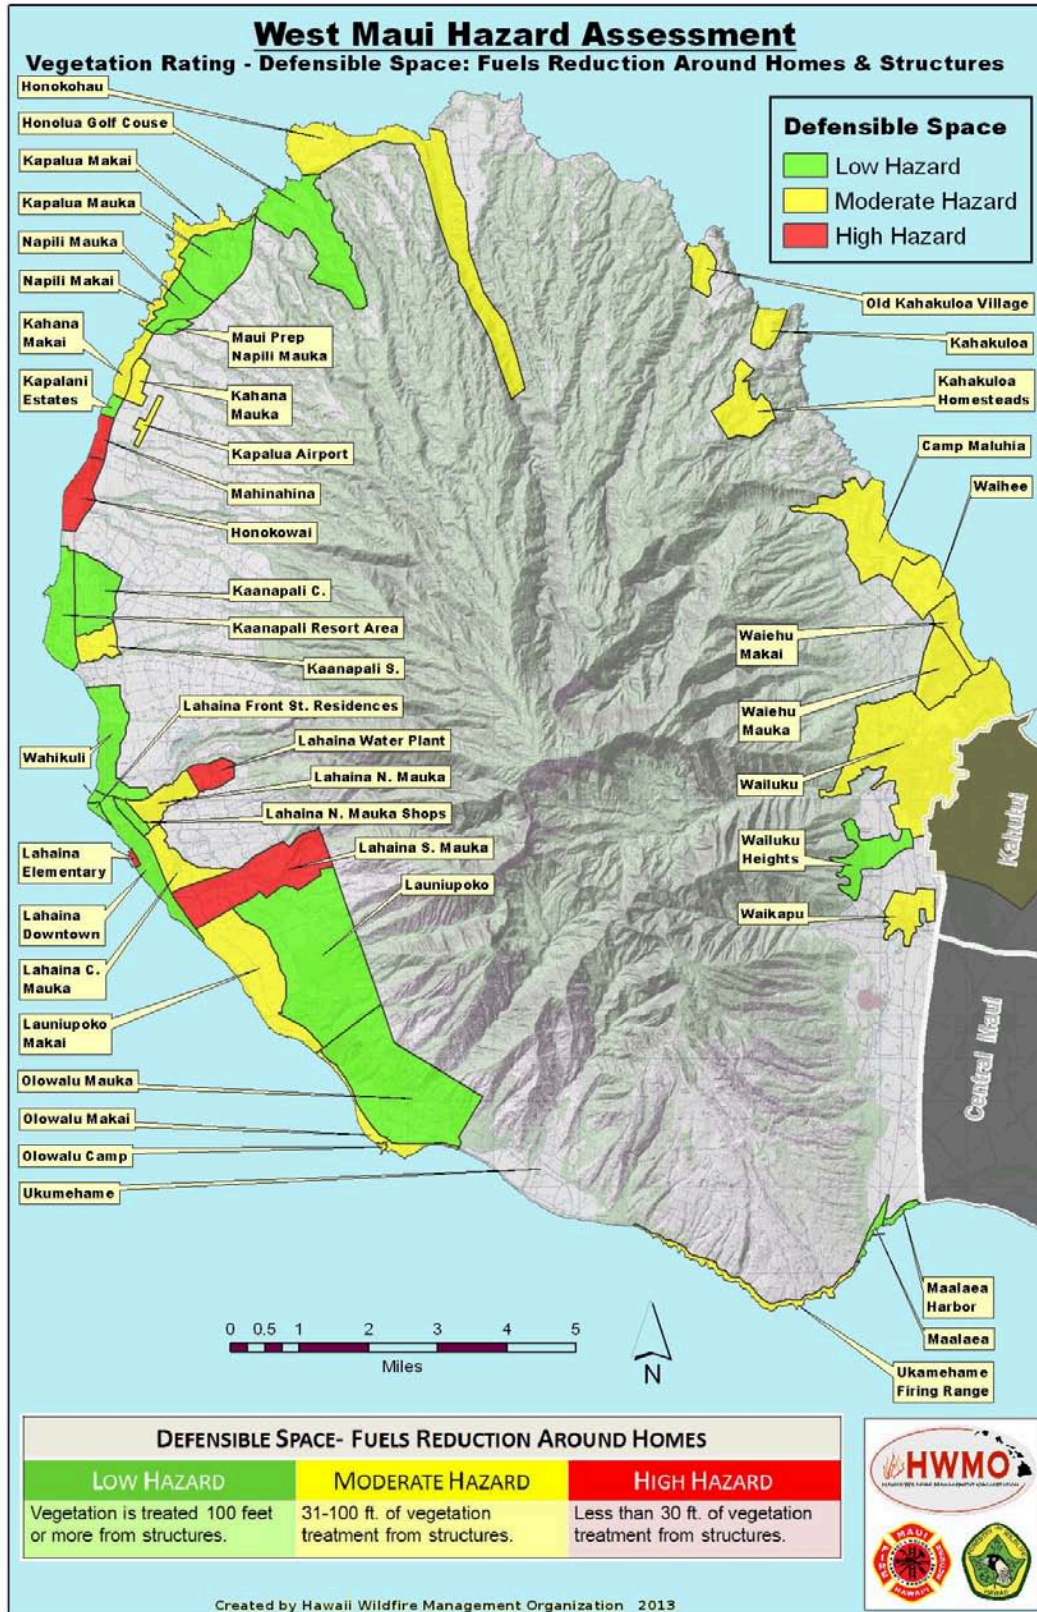 West Maui Hazard Assessment
Vegetation Rating - Defensible Space: Fuels Reduction Around Homes & Structures
Honokohau
Honolua Golf Couse
Kapalua Makai
Kapalua Mauka
Napili Mauka
Napili Makai
Kahana
Makai
Kapalani
Estates
Maui Prep
Napili Mauka
Kahana
Mauka
Kapalua Airport
Mahinahina
Honokowai
Kaanapali C.
Kaanapali Resort Area
Kaanapali S.
Lahaina Front St. Residences
Wahikuli
Lahaina Water Plant
Lahaina N. Mauka
Lahaina N. Mauka Shops
Lahaina S. Mauka
Launiupoko
Lahaina
Elementary
Lahaina
Downtown
Lahaina C.
Mauka
Launiupoko
Makai
Olowalu Mauka
Olowalu Makai
Olowalu Camp
Ukumehame
Defensible Space
Low Hazard
Moderate Hazard
High Hazard
Old Kahakuloa Village
Kahakuloa
Kahakuloa
Homesteads
Camp Maluhia
Waihee
Waiehu
Makai
Waiehu
Mauka
Wailuku
Wailuku
Heights
Waikapu
Kahului
Central Maui
Maalaea
Harbor
Maalaea
Ukamehame
Firing Range
0 0.5 1 2 3 4 5
Miles
N
DEFENSIBLE SPACE- FUELS REDUCTION AROUND HOMES
LOW HAZARD
MODERATE HAZARD
HIGH HAZARD
Vegetation is treated 100 feet
or more from structures.
31-100 ft. of vegetation
treatment from structures.
Less than 30 ft. of vegetation
treatment from structures.
HWMO
MAUI
FIRE
RESCUE
HAWAII
Created by Hawaii Wildfire Management Organization 2013